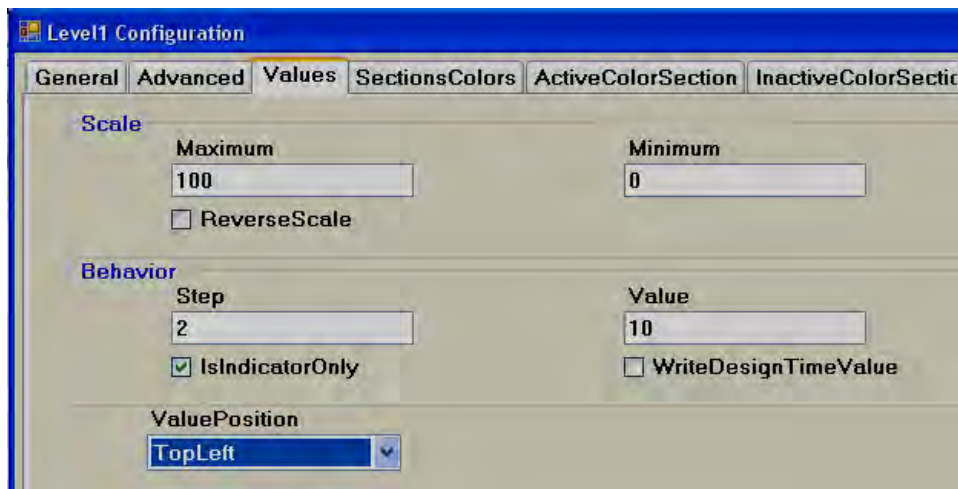 Level1 Configuration
General Advanced Values SectionsColors ActiveColorSection
Scale
Maximum Minimum
100 0
ReverseScale
Behavior
Step Value
2 10
IsIndicatorOnly WriteDesignTimeValue
ValuePosition
TopLeft